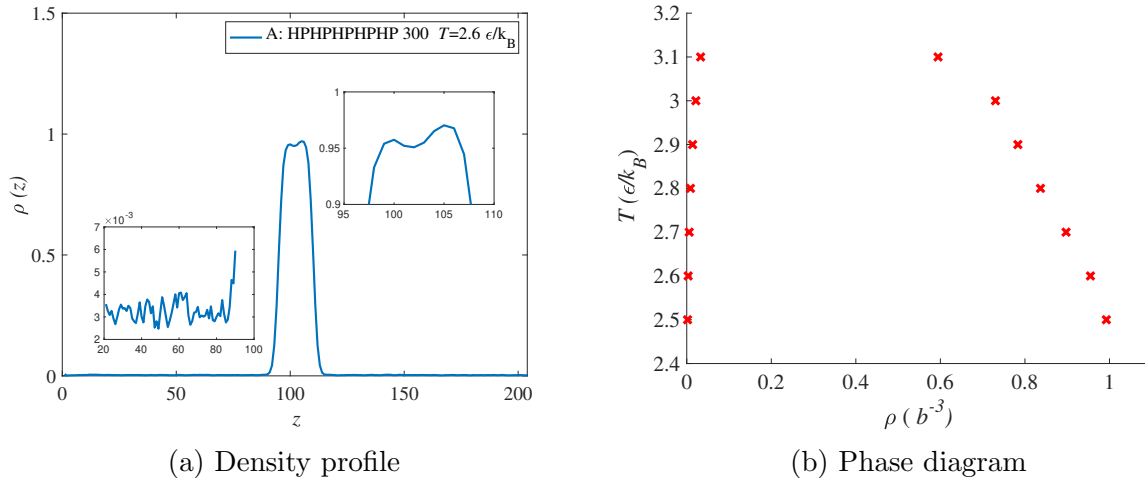 1.5
A: HPHPHPHPHP 300 T=2.6 ϵ/k_B
1
0.95
0.9
95 100 105 110
1
ρ (z)
0.5
×10⁻³
7
6
5
4
3
2
20 40 60 80 100
0
0 50 100 150 200
z
(a) Density profile
3.2
3.1
3
2.9
2.8
2.7
2.6
2.5
2.4
T (ϵ/k_B)
0 0.2 0.4 0.6 0.8 1
ρ ( b⁻³)
(b) Phase diagram